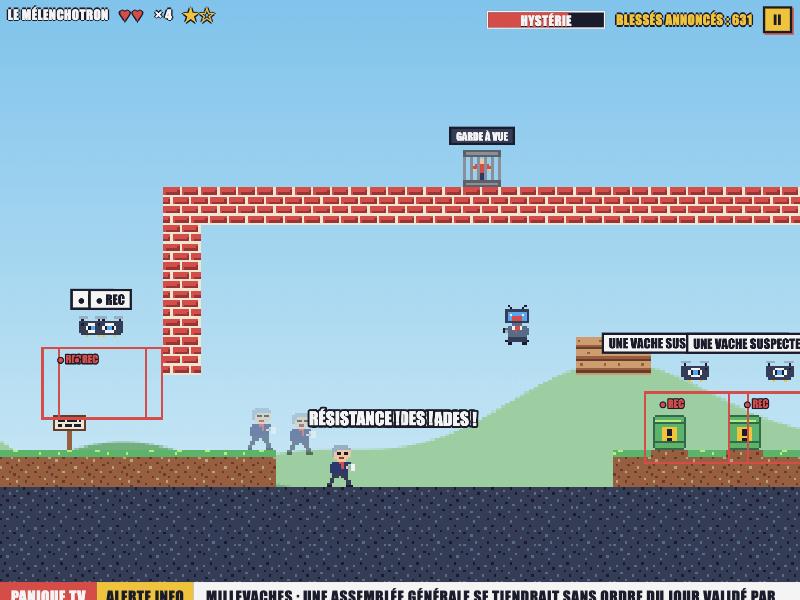 LE MÉLENCHOTRON ×4
HYSTÉRIE
BLESSÉS ANNONCÉS : 631
GARDE À VUE
REC
REC
UNE VACHE SUS
UNE VACHE SUSPECTE
REC
REC
RÉSISTANCE
PANIQUE TV
ALERTE INFO
MILLEVACHES : UNE ASSEMBLÉE GÉNÉRALE SE TIENDRAIT SANS ORDRE DU JOUR VALIDÉ PAR